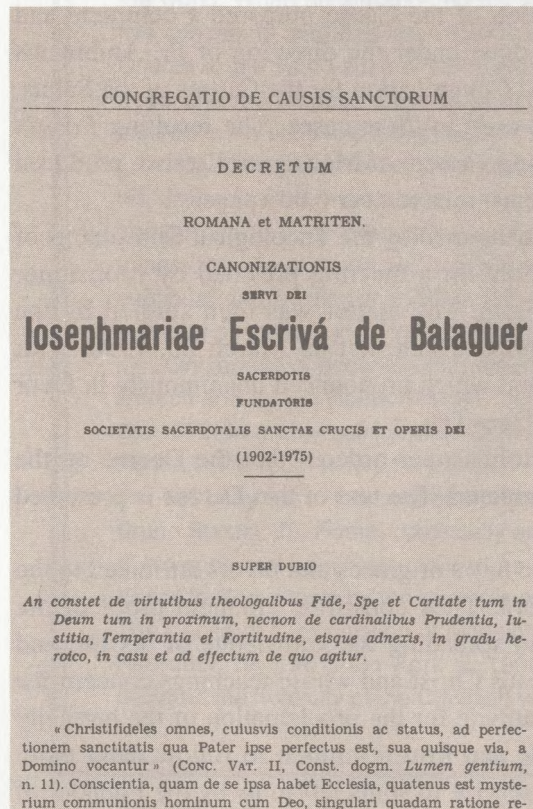 CONGREGATIO DE CAUSIS SANCTORUM
DECRETUM
ROMANA et MATRITEN.
CANONIZATIONIS
SERVI DEI
Iosephmariae Escrivá de Balaguer
SACERDOTIS
FUNDATORIS
SOCIETATIS SACERDOTALIS SANCTAE CRUCIS ET OPERIS DEI
(1902-1975)
SUPER DUBIO
An constet de virtutibus theologalibus Fide, Spe et Caritate tum in
Deum tum in proximum, necnon de cardinalibus Prudentia, Iu-
stitia, Temperantia et Fortitudine, eisque adnexis, in gradu he-
roico, in casu et ad effectum de quo agitur.
« Christifideles omnes, cuiusvis conditionis ac status, ad perfec-
tionem sanctitatis qua Pater ipse perfectus est, sua quisque via, a
Domino vocantur » (CONC. VAT. II, Const. dogm. Lumen gentium,
n. 11). Conscientia, quam de se ipsa habet Ecclesia, quatenus est myste-
rium communionis hominum cum Deo, singulari quadam ratione re-